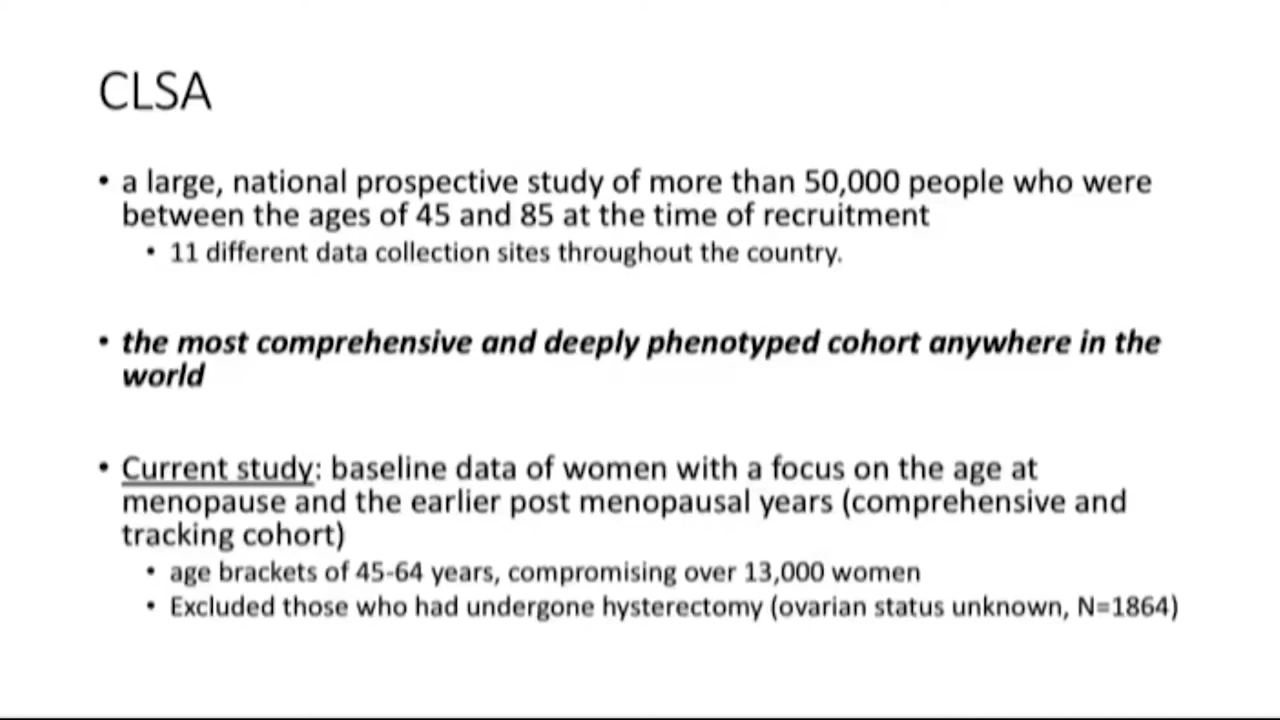 CLSA
• a large, national prospective study of more than 50,000 people who were
between the ages of 45 and 85 at the time of recruitment
• 11 different data collection sites throughout the country.
• the most comprehensive and deeply phenotyped cohort anywhere in the
world
• Current study: baseline data of women with a focus on the age at
menopause and the earlier post menopausal years (comprehensive and
tracking cohort)
• age brackets of 45-64 years, compromising over 13,000 women
• Excluded those who had undergone hysterectomy (ovarian status unknown, N=1864)